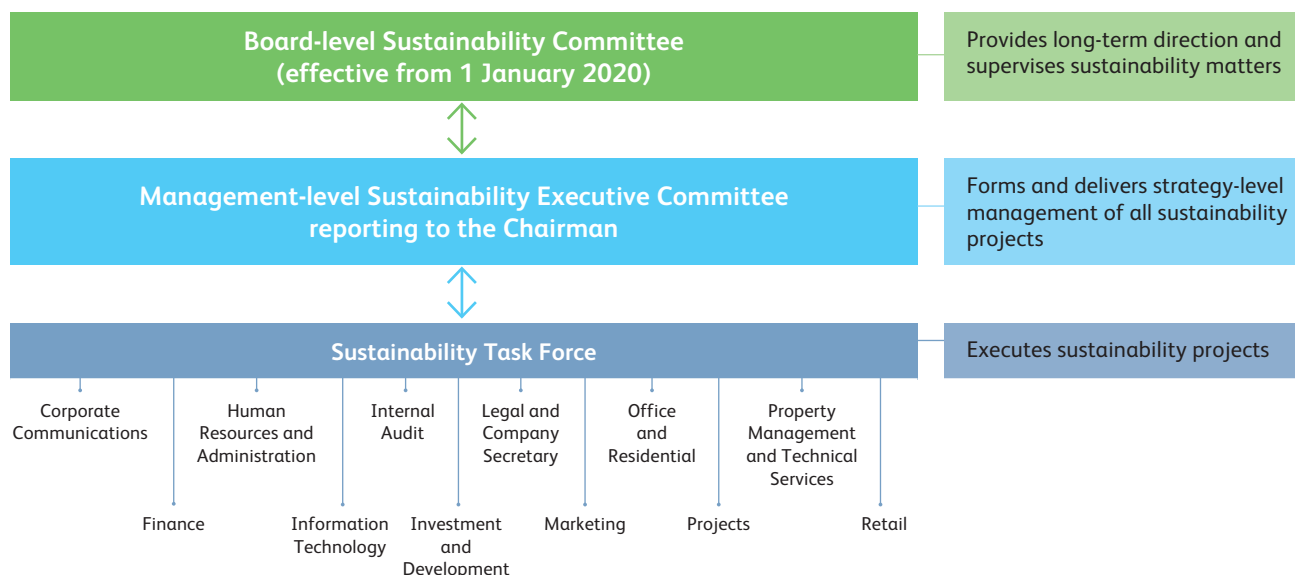 Board-level Sustainability Committee
(effective from 1 January 2020)
Provides long-term direction and
supervises sustainability matters
Management-level Sustainability Executive Committee
reporting to the Chairman
Forms and delivers strategy-level
management of all sustainability
projects
Sustainability Task Force
Executes sustainability projects
Corporate
Communications
Finance
Human
Resources and
Administration
Information
Technology
Internal
Audit
Investment
and
Development
Legal and
Company
Secretary
Marketing
Office
and
Residential
Projects
Property
Management
and Technical
Services
Retail